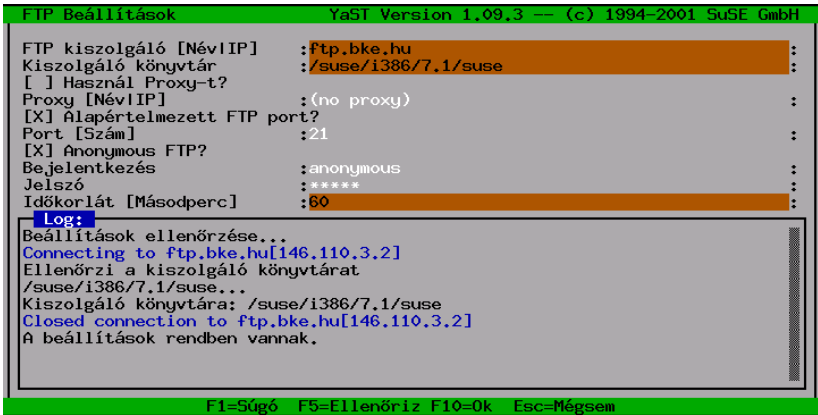 FTP Beállítások YaST Version 1.09.3 -- (c) 1994-2001 SuSE GmbH
FTP kiszolgáló [Név|IP] :ftp.bke.hu :
Kiszolgáló könyvtár :/suse/i386/7.1/suse :
[ ] Használ Proxy-t?
Proxy [Név|IP] :(no proxy) :
[X] Alapértelmezett FTP port?
Port [Szám] :21 :
[X] Anonymous FTP?
Bejelentkezés :anonymous :
Jelszó :***** :
Időkorlát [Másodperc] :60 :
Log:
Beállítások ellenőrzése...
Connecting to ftp.bke.hu[146.110.3.2]
Ellenőrzi a kiszolgáló könyvtárat
/suse/i386/7.1/suse...
Kiszolgáló könyvtára: /suse/i386/7.1/suse
Closed connection to ftp.bke.hu[146.110.3.2]
A beállítások rendben vannak.
F1=Súgó F5=Ellenőriz F10=Ok Esc=Mégsem